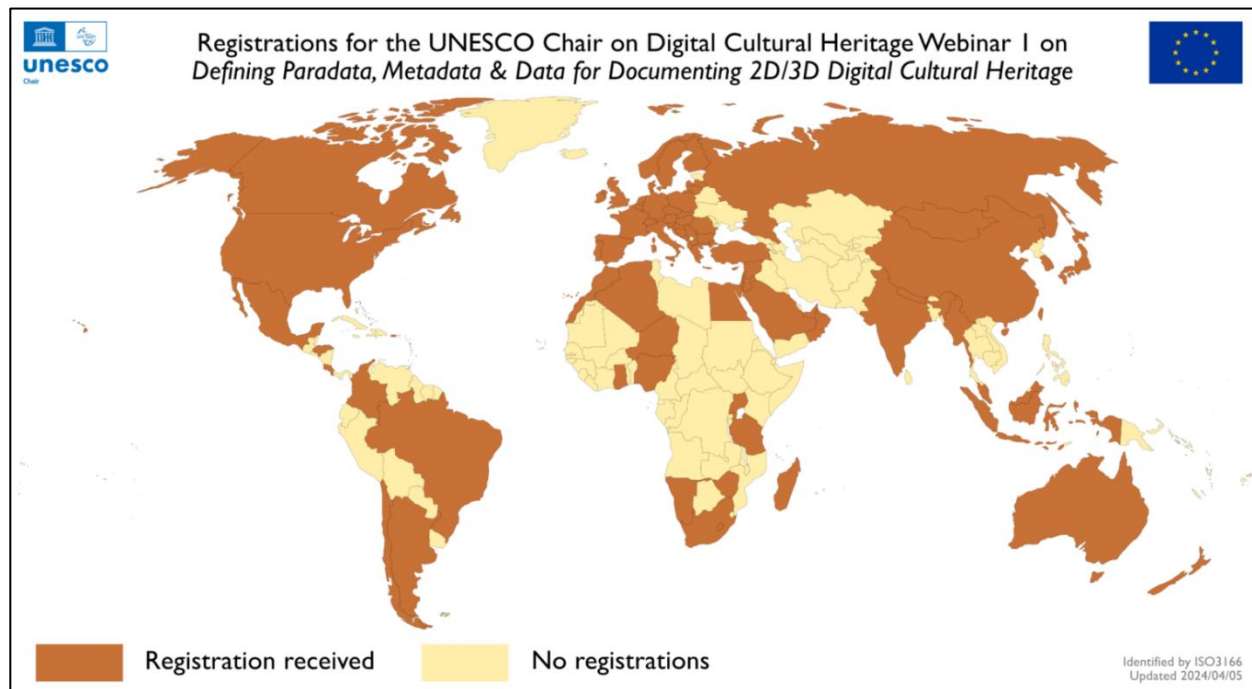 unesco
Chair
Registrations for the UNESCO Chair on Digital Cultural Heritage Webinar 1 on
Defining Paradata, Metadata & Data for Documenting 2D/3D Digital Cultural Heritage
Registration received
No registrations
Identified by ISO3166
Updated 2024/04/05